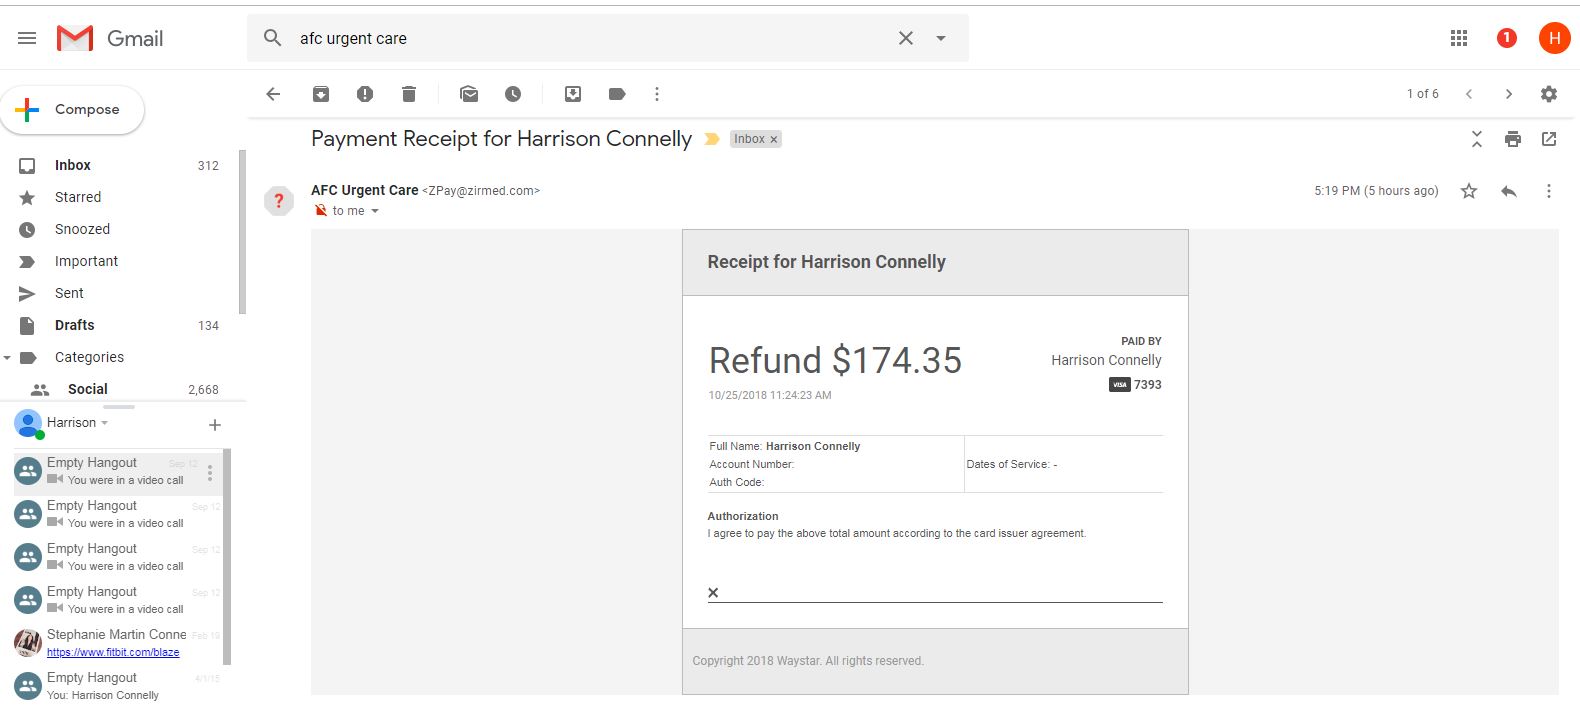 Gmail
afc urgent care
1
H
Compose
1 of 6
Payment Receipt for Harrison Connelly
Inbox x
Inbox 312
Starred
Snoozed
Important
Sent
Drafts 134
Categories
Social 2,668
AFC Urgent Care <ZPay@zirmed.com>
5:19 PM (5 hours ago)
?
to me
Receipt for Harrison Connelly
Refund $174.35
10/25/2018 11:24:23 AM
PAID BY
Harrison Connelly
VISA 7393
Full Name: Harrison Connelly
Account Number:
Auth Code:
Dates of Service: -
Authorization
I agree to pay the above total amount according to the card issuer agreement.
X
Copyright 2018 Waystar. All rights reserved.
Harrison
Empty Hangout Sep 12
You were in a video call
Empty Hangout Sep 12
You were in a video call
Empty Hangout Sep 12
You were in a video call
Empty Hangout Sep 12
You were in a video call
Stephanie Martin Conne Feb 19
https://www.fitbit.com/blaze
Empty Hangout 4/1/15
You: Harrison Connelly